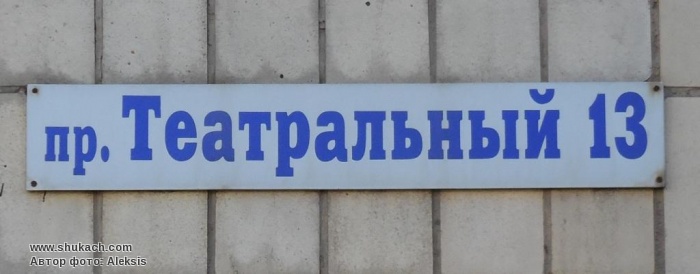 пр. Театральный 13
www.shukach.com
Автор фото: Aleksis